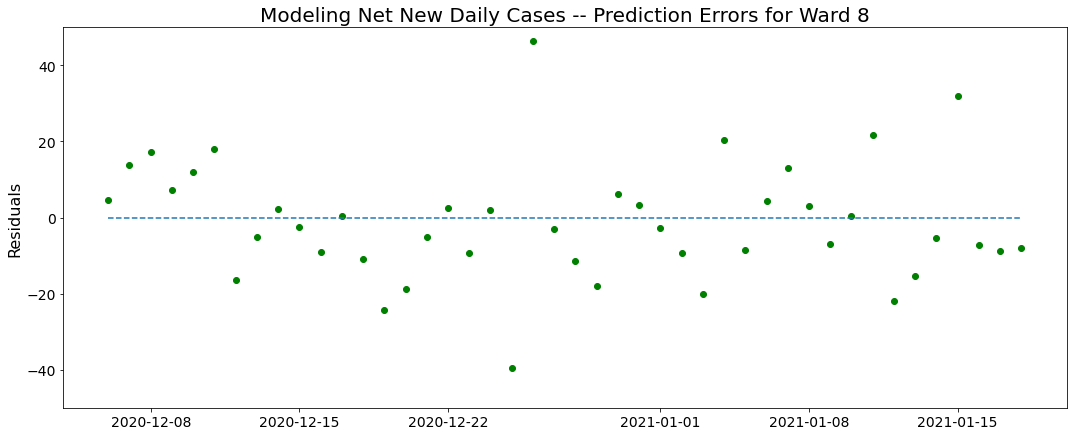 Modeling Net New Daily Cases -- Prediction Errors for Ward 8
Residuals
40
20
0
−20
−40
2020-12-08 2020-12-15 2020-12-22 2021-01-01 2021-01-08 2021-01-15